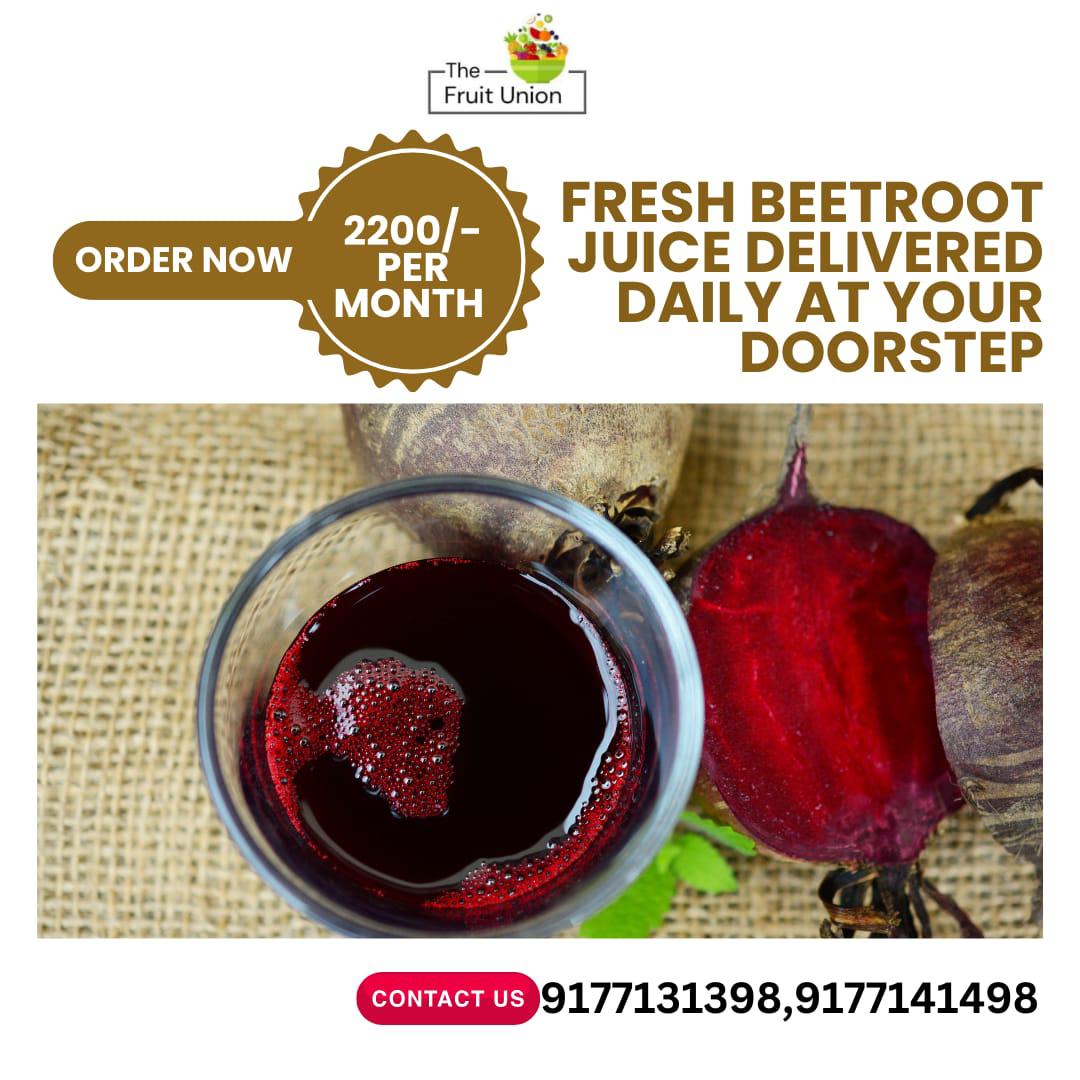 The
Fruit Union
ORDER NOW
2200/-
PER
MONTH
FRESH BEETROOT
JUICE DELIVERED
DAILY AT YOUR
DOORSTEP
CONTACT US 9177131398,9177141498